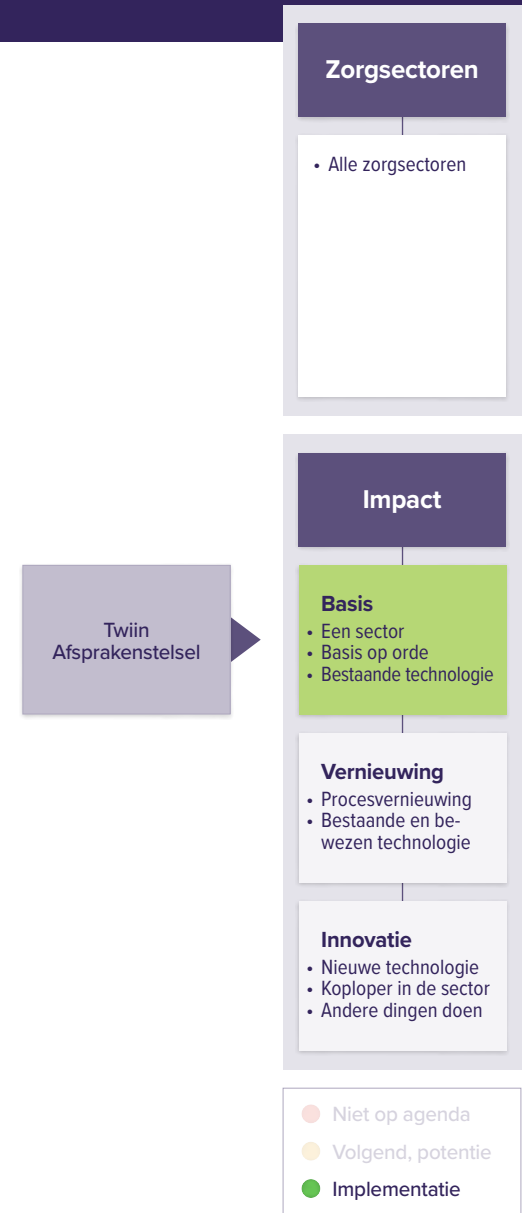 Zorgsectoren
• Alle zorgsectoren
Impact
Twiin
Afsprakenstelsel
Basis
• Een sector
• Basis op orde
• Bestaande technologie
Vernieuwing
• Procesvernieuwing
• Bestaande en be-
wezen technologie
Innovatie
• Nieuwe technologie
• Koploper in de sector
• Andere dingen doen
Niet op agenda
Volgend, potentie
Implementatie